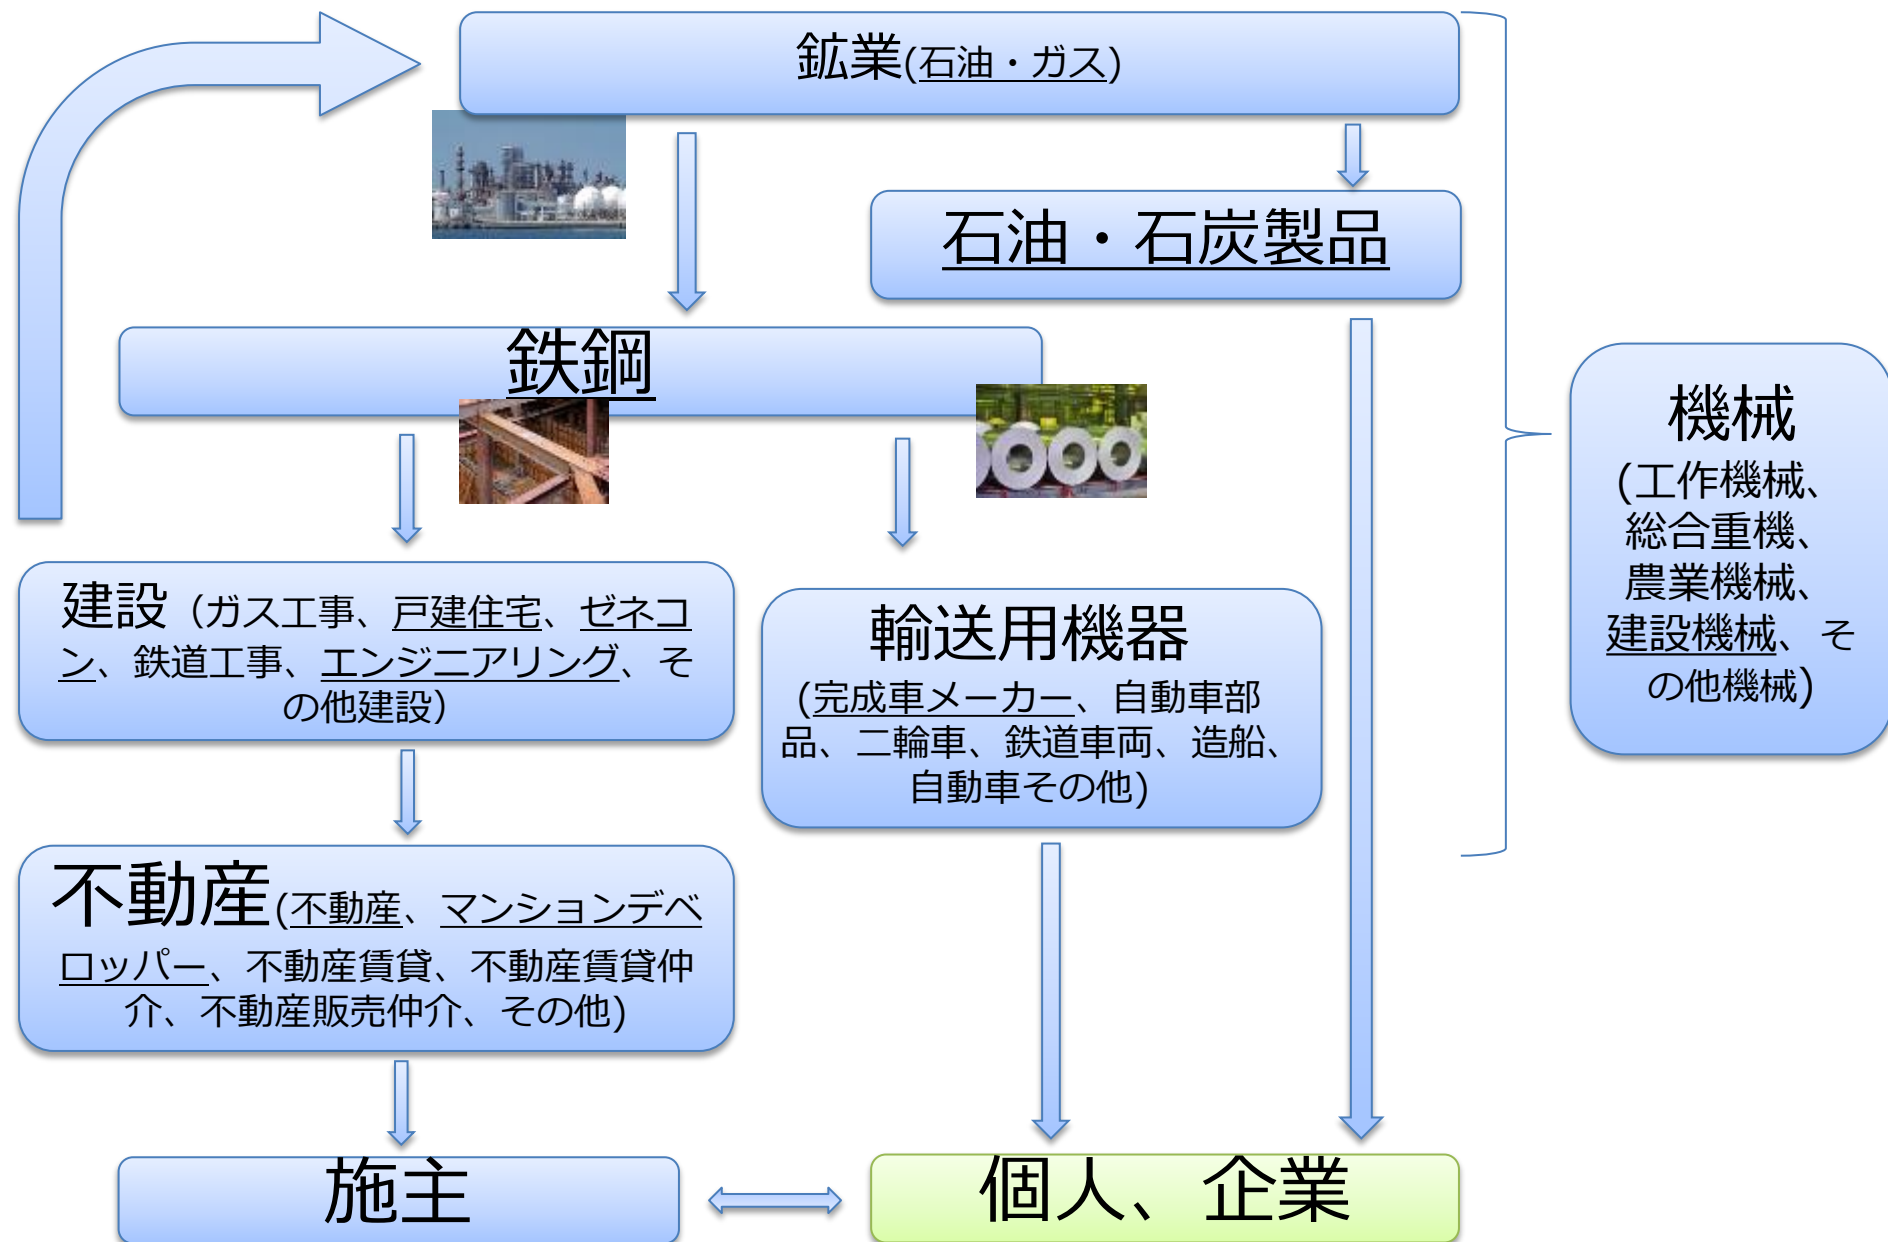 鉱業(石油・ガス)
石油・石炭製品
鉄鋼
機械
(工作機械、
総合重機、
農業機械、
建設機械、そ
の他機械)
建設（ガス工事、戸建住宅、ゼネコ
ン、鉄道工事、エンジニアリング、そ
の他建設）
輸送用機器
(完成車メーカー、自動車部
品、二輪車、鉄道車両、造船、
自動車その他)
不動産(不動産、マンションデベ
ロッパー、不動産賃貸、不動産賃貸仲
介、不動産販売仲介、その他)
施主
個人、企業